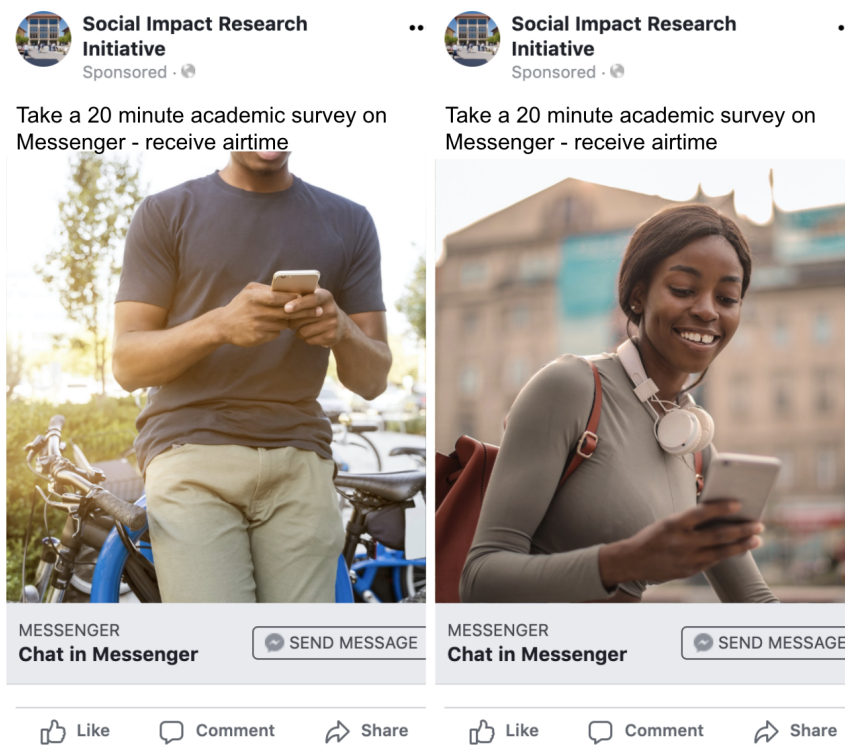 Social Impact Research
Initiative
Sponsored ·
Take a 20 minute academic survey on
Messenger - receive airtime
MESSENGER
Chat in Messenger
SEND MESSAGE
Like
Comment
Share
Social Impact Research
Initiative
Sponsored ·
Take a 20 minute academic survey on
Messenger - receive airtime
MESSENGER
Chat in Messenger
SEND MESSAGE
Like
Comment
Share